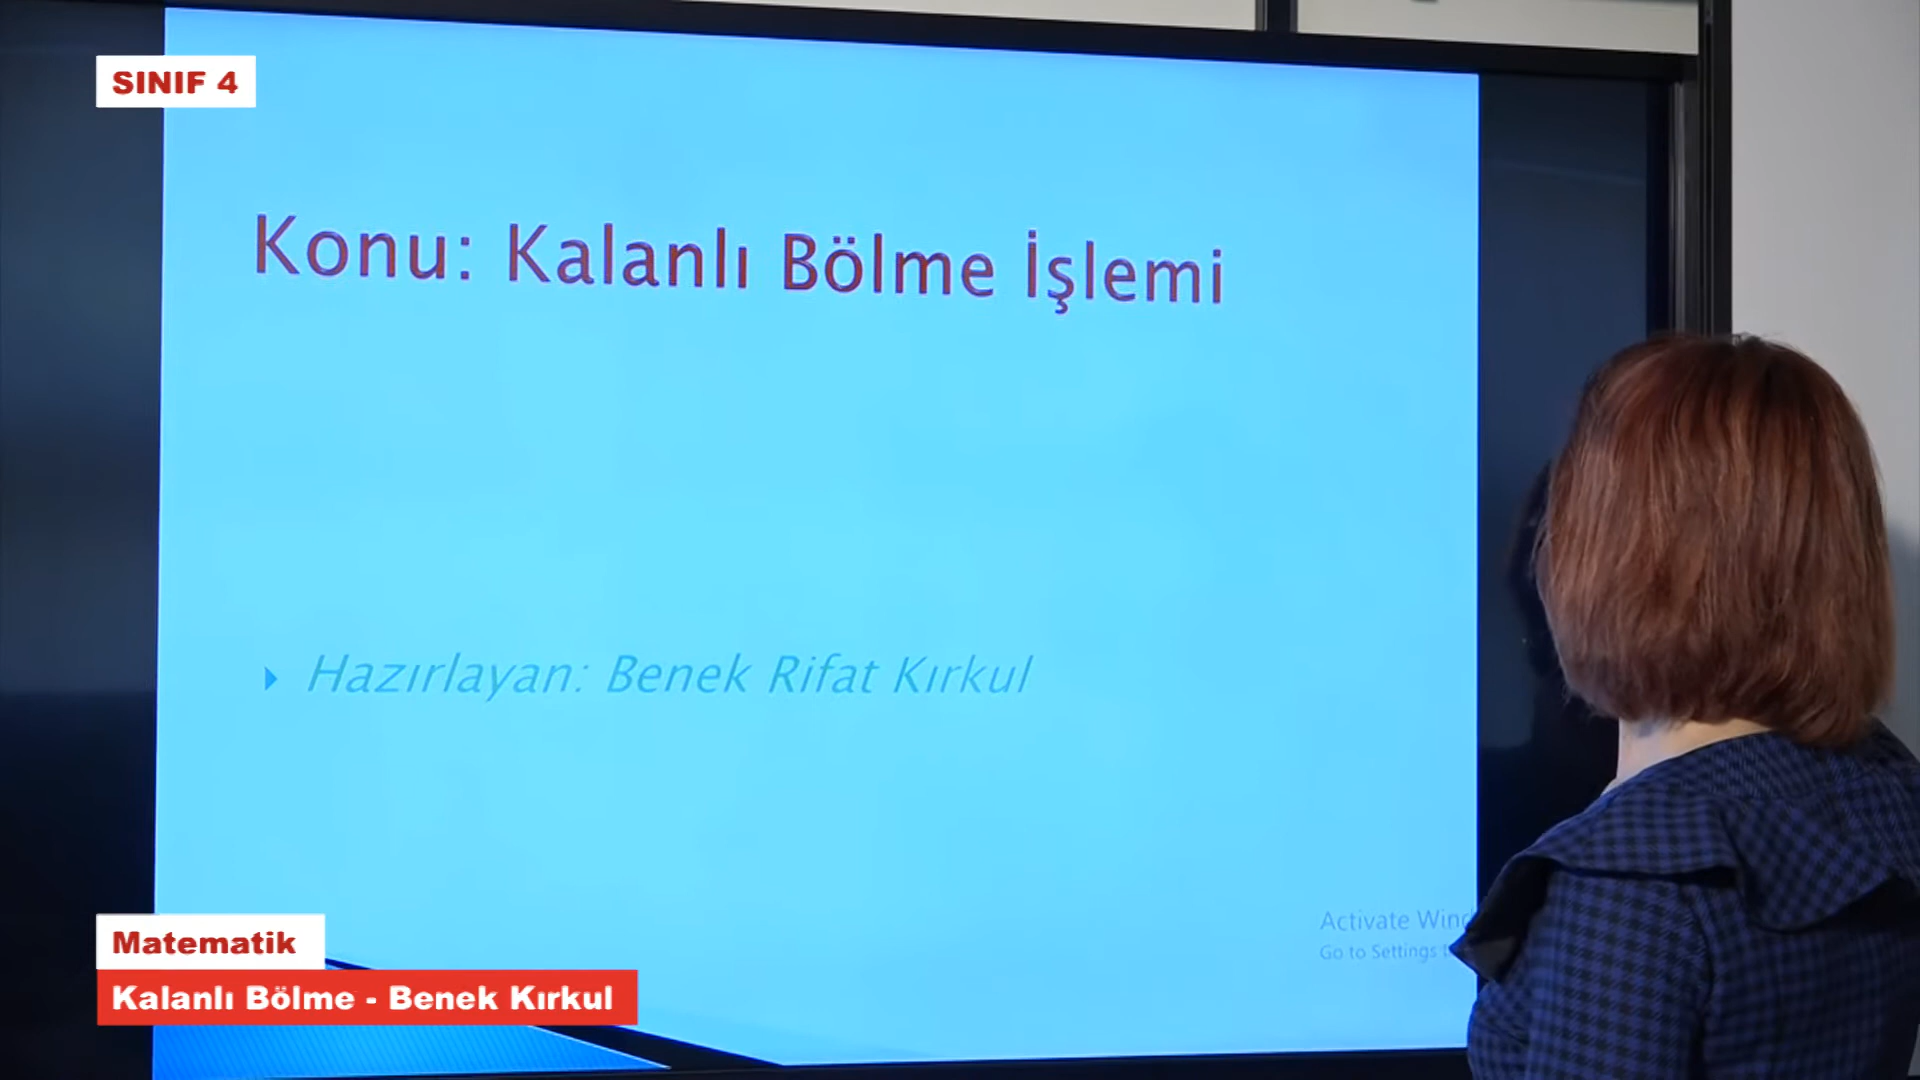 SINIF 4
Konu: Kalanlı Bölme İşlemi
Hazırlayan: Benek Rifat Kırkul
Activate
Go to Settings
Matematik
Kalanlı Bölme - Benek Kırkul